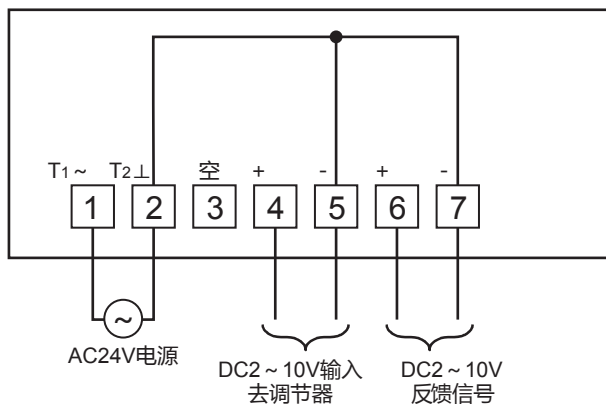 T1~ T2⊥ 空 + - + -
1 2 3 4 5 6 7
~
AC24V电源
DC2~10V输入
去调节器
DC2~10V
反馈信号